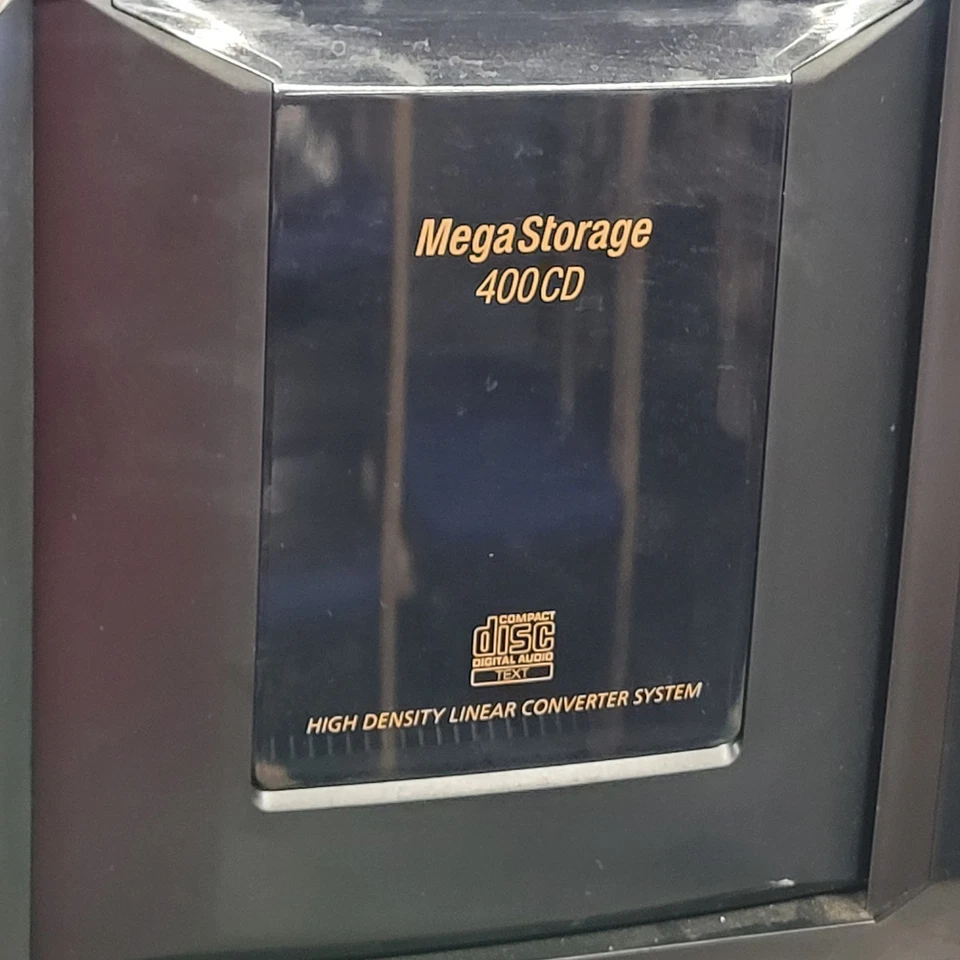 MegaStorage
400CD
COMPACT
disc
DIGITAL AUDIO
TEXT
HIGH DENSITY LINEAR CONVERTER SYSTEM